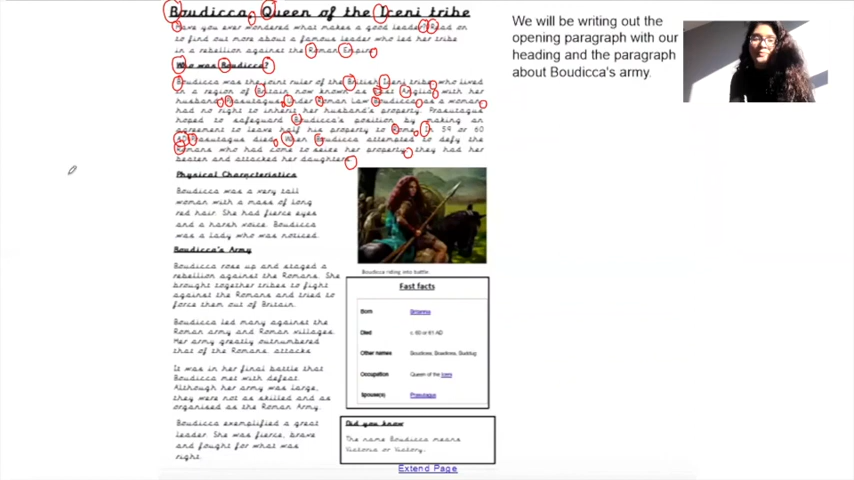 Boudicca, Queen of the Iceni tribe
Have you ever wondered what makes a good leader? Read on
to find out more about a famous leader who led her tribe
in a rebellion against the Roman Empire.
Who was Boudicca?
Boudicca was the joint ruler of the British Iceni tribe who lived
in a region of Britain now known as East Anglia with her
husband, Prasutagus. Under Roman law Boudicca, as a woman,
had no right to inherit her husband's property. Prasutagus
hoped to safeguard Boudicca's position by making an
agreement to leave half his property to Rome. In 59 or 60
Prasutagus died. When Boudicca attempted to defy the
Romans who had come to seize her property, they had her
beaten and attacked her daughters.
Physical Characteristics
Boudicca was a very tall
woman with a mass of long
red hair. She had fierce eyes
and a harsh voice. Boudicca
was a lady who was noticed.
Boudicca's Army
Boudicca rose up and staged a
rebellion against the Romans. She
brought together tribes to fight
against the Romans and tried to
force them out of Britain.
Boudicca led many against the
Roman army and Roman villages.
Her army greatly outnumbered
that of the Romans attacks
It was in her final battle that
Boudicca met with defeat.
Although her army was large,
they were not as skilled and as
organised as the Roman Army.
Boudicca exemplified a great
leader. She was fierce, brave
and fought for what was
right.
Boudicca riding into battle.
Fast facts
Born Britannia
Died c. 60 or 61 AD
Other names Boudicea, Boadicea, Buddug
Occupation Queen of the Iceni
Spouse(s) Prasutagus
Did you know
The name Boudicca means
Victoria or Victory.
Extend Page
We will be writing out the
opening paragraph with our
heading and the paragraph
about Boudicca's army.